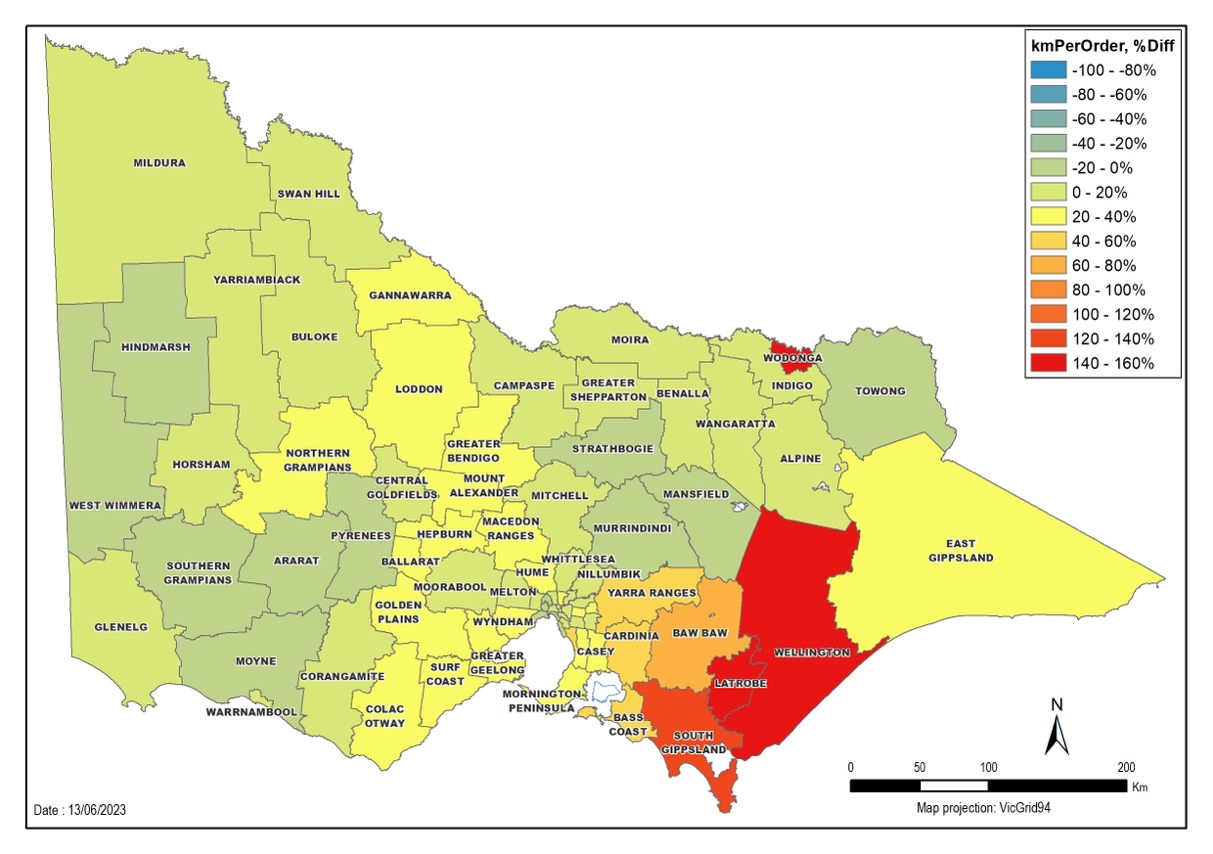 kmPerOrder, %Diff
-100 - -80%
-80 - -60%
-60 - -40%
-40 - -20%
-20 - 0%
0 - 20%
20 - 40%
40 - 60%
60 - 80%
80 - 100%
100 - 120%
120 - 140%
140 - 160%
MILDURA
SWAN HILL
YARRIAMBIACK
GANNAWARRA
BULOKE
MOIRA
HINDMARSH
WODONGA
LODDON
CAMPASPE
GREATER
SHEPPARTON
BENALLA
INDIGO
TOWONG
WANGARATTA
GREATER
BENDIGO
STRATHBOGIE
NORTHERN
GRAMPIANS
HORSHAM
ALPINE
CENTRAL
GOLDFIELDS
MOUNT
ALEXANDER
MITCHELL
MANSFIELD
WEST WIMMERA
MACEDON
RANGES
MURRINDINDI
PYRENEES
HEPBURN
EAST
GIPPSLAND
ARARAT
BALLARAT
WHITTLESEA
SOUTHERN
GRAMPIANS
HUME
NILLUMBIK
MOORABOOL
MELTON
YARRA RANGES
GOLDEN
PLAINS
WYNDHAM
GLENELG
CARDINIA
BAW BAW
CASEY
WELLINGTON
MOYNE
GREATER
GEELONG
CORANGAMITE
SURF
COAST
LATROBE
MORNINGTON
PENINSULA
WARRNAMBOOL
COLAC
OTWAY
BASS
COAST
SOUTH
GIPPSLAND
N
0 50 100 200
Km
Map projection: VicGrid94
Date : 13/06/2023